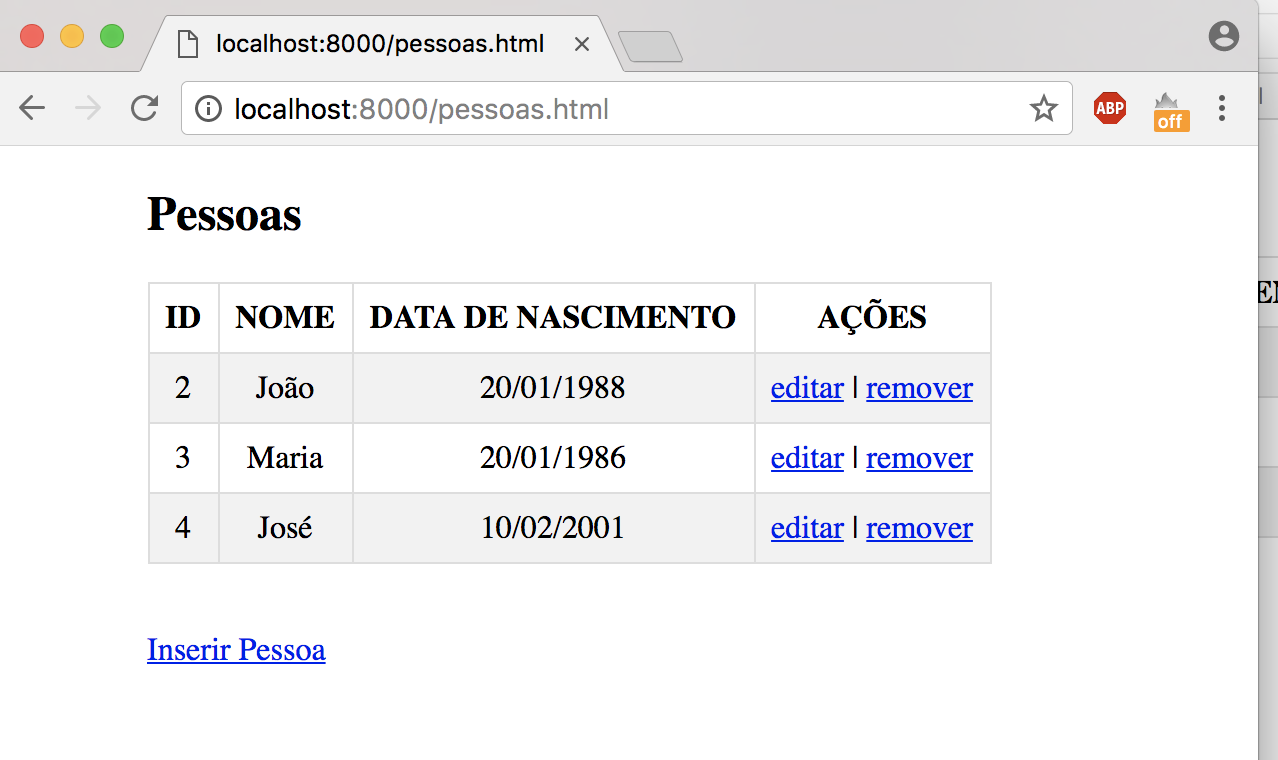 localhost:8000/pessoas.html
localhost:8000/pessoas.html
ABP
off
Pessoas
ID NOME DATA DE NASCIMENTO AÇÕES
2 João 20/01/1988 editar | remover
3 Maria 20/01/1986 editar | remover
4 José 10/02/2001 editar | remover
Inserir Pessoa